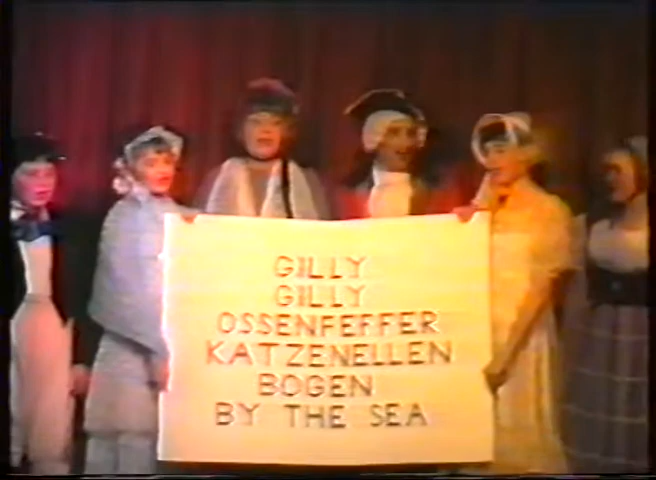 GILLY
GILLY
OSSENFEFFER
KATZENELLEN
BOGEN
BY THE SEA